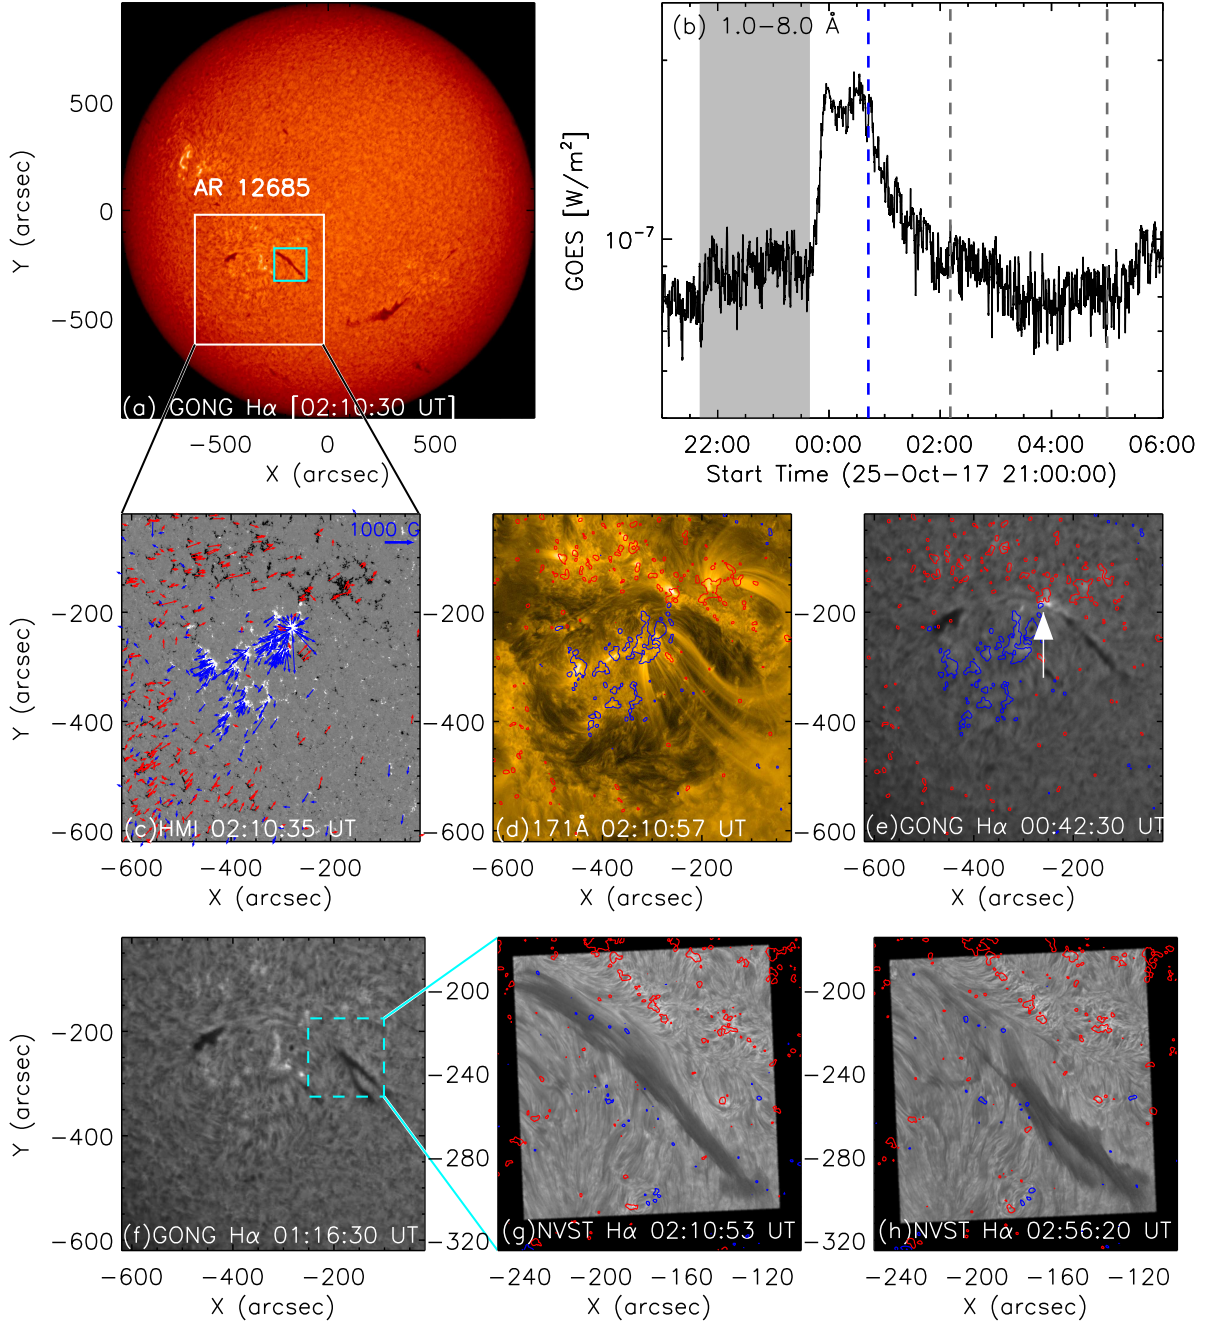 500
0
−500
Y (arcsec)
AR 12685
(a) GONG Hα [02:10:30 UT]
−500 0 500
X (arcsec)
(b) 1.0−8.0 Å
GOES [W/m²]
10⁻⁷
22:00 00:00 02:00 04:00 06:00
Start Time (25−Oct−17 21:00:00)
1000 G
−200
−400
−600
Y (arcsec)
(c)HMI 02:10:35 UT
−600 −400 −200
X (arcsec)
−200
−400
−600
(d)171Å 02:10:57 UT
−600 −400 −200
X (arcsec)
−200
−400
−600
(e)GONG Hα 00:42:30 UT
−600 −400 −200
X (arcsec)
−200
−400
−600
Y (arcsec)
(f)GONG Hα 01:16:30 UT
−600 −400 −200
X (arcsec)
−200
−240
−280
−320
(g)NVST Hα 02:10:53 UT
−240 −200 −160 −120
X (arcsec)
−200
−240
−280
−320
(h)NVST Hα 02:56:20 UT
−240 −200 −160 −120
X (arcsec)